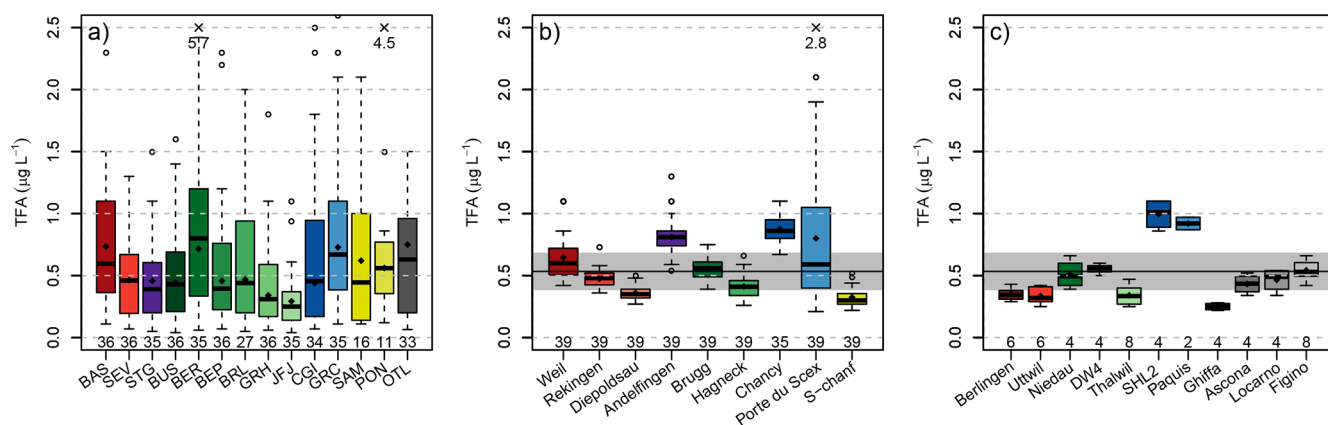 a)
TFA (µg L⁻¹)
0.0 0.5 1.0 1.5 2.0 2.5
5.7 4.5
36 36 35 36 35 36 27 36 35 34 35 16 11 33
BAS SEV STG BUS BER BEP BRL GRH JFJ CGI GRC SAM PON OTL
b)
TFA (µg L⁻¹)
0.0 0.5 1.0 1.5 2.0 2.5
2.8
39 39 39 39 39 39 35 39 39
Weil Rekingen Diepoldsau Andelfingen Brugg Hagneck Chancy Porte du Scex S−chanf
c)
TFA (µg L⁻¹)
0.0 0.5 1.0 1.5 2.0 2.5
6 6 4 4 8 4 2 4 4 4 8
Berlingen Uttwil Niedau DW4 Thalwil SHL2 Paquis Ghiffa Ascona Locarno Figino